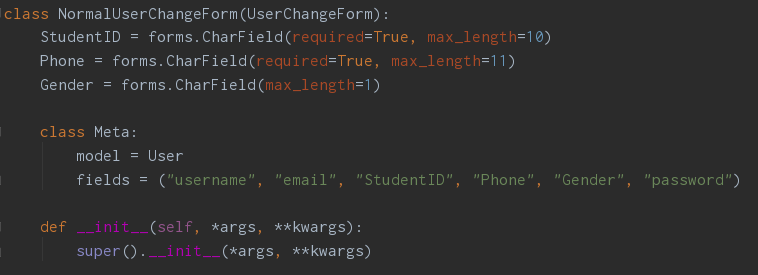 class NormalUserChangeForm(UserChangeForm):
    StudentID = forms.CharField(required=True, max_length=10)
    Phone = forms.CharField(required=True, max_length=11)
    Gender = forms.CharField(max_length=1)
    class Meta:
        model = User
        fields = ("username", "email", "StudentID", "Phone", "Gender", "password")
    def __init__(self, *args, **kwargs):
        super().__init__(*args, **kwargs)